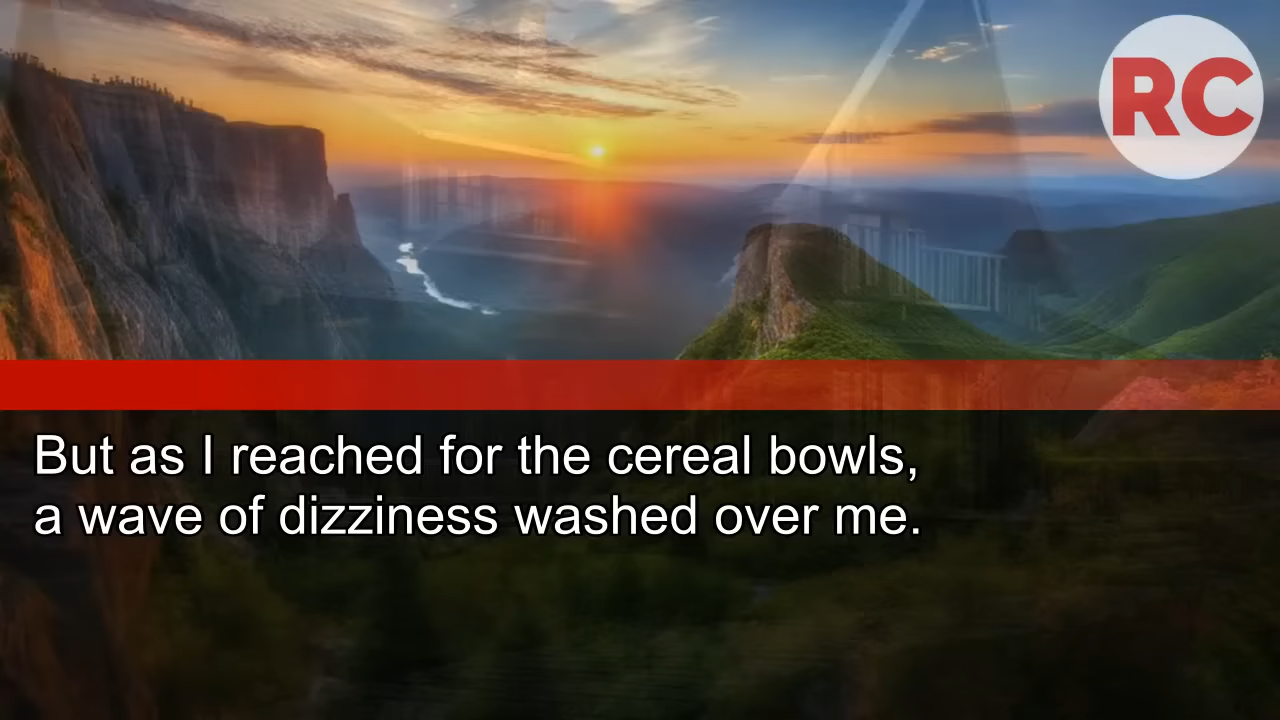 RC
But as I reached for the cereal bowls,
a wave of dizziness washed over me.